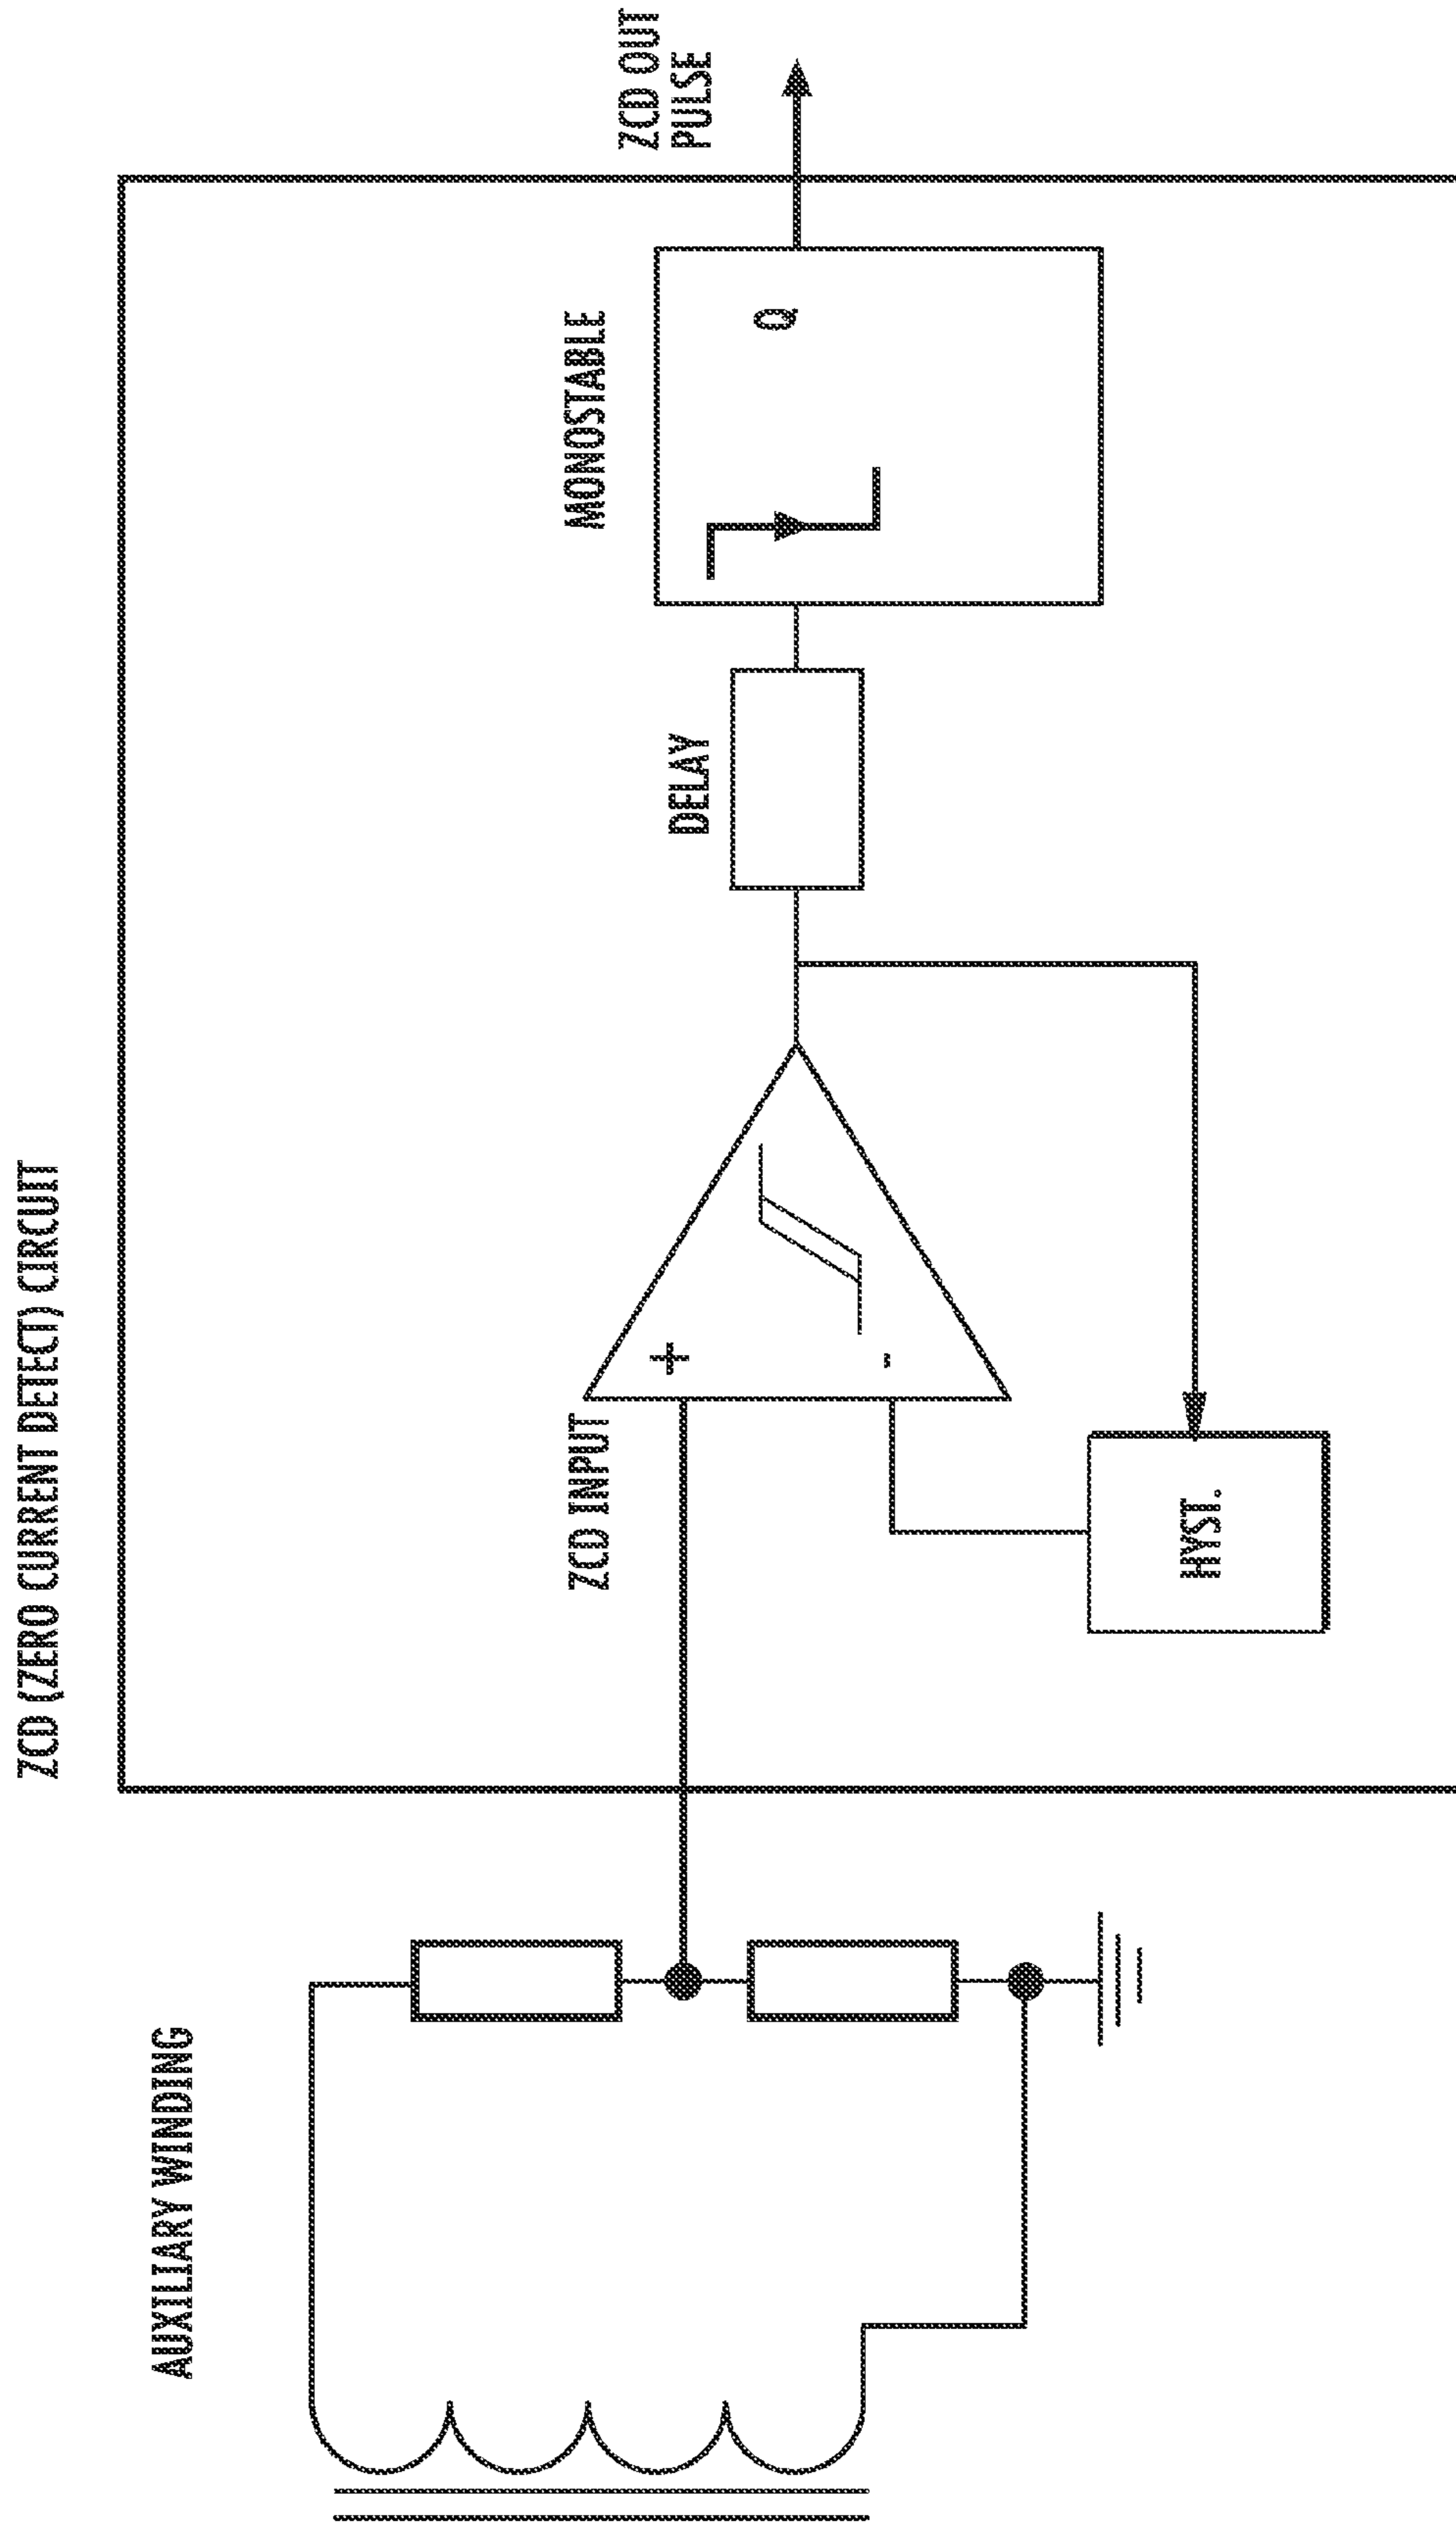 ZCD (ZERO CURRENT DETECT) CIRCUIT
AUXILIARY WINDING
ZCD INPUT
+
-
HYST.
DELAY
MONOSTABLE
Q
ZCD OUT
PULSE